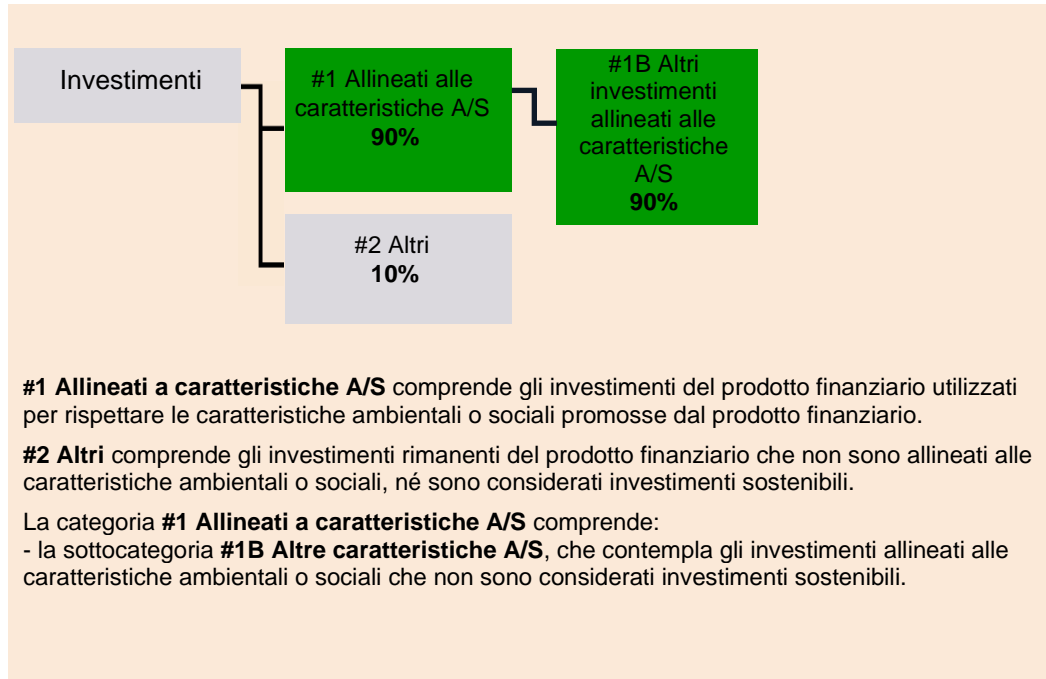 Investimenti
#1 Allineati alle
caratteristiche A/S
90%
#1B Altri
investimenti
allineati alle
caratteristiche
A/S
90%
#2 Altri
10%
#1 Allineati a caratteristiche A/S comprende gli investimenti del prodotto finanziario utilizzati
per rispettare le caratteristiche ambientali o sociali promosse dal prodotto finanziario.
#2 Altri comprende gli investimenti rimanenti del prodotto finanziario che non sono allineati alle
caratteristiche ambientali o sociali, né sono considerati investimenti sostenibili.
La categoria #1 Allineati a caratteristiche A/S comprende:
- la sottocategoria #1B Altre caratteristiche A/S, che contempla gli investimenti allineati alle
caratteristiche ambientali o sociali che non sono considerati investimenti sostenibili.